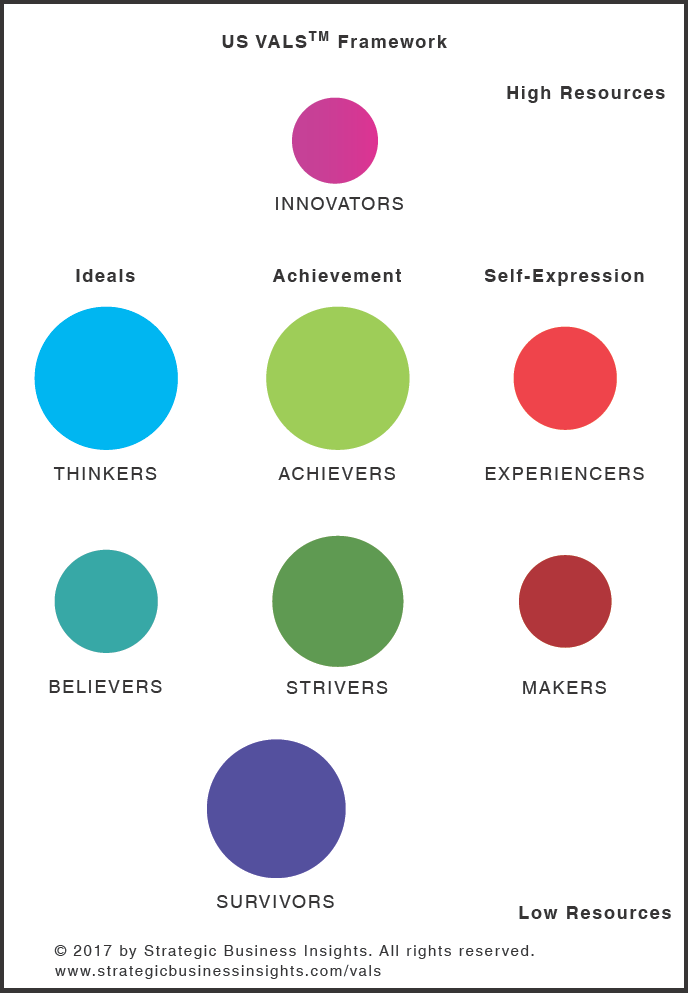 US VALS™ Framework
High Resources
INNOVATORS
Ideals Achievement Self-Expression
THINKERS ACHIEVERS EXPERIENCERS
BELIEVERS STRIVERS MAKERS
SURVIVORS
Low Resources
© 2017 by Strategic Business Insights. All rights reserved.
www.strategicbusinessinsights.com/vals